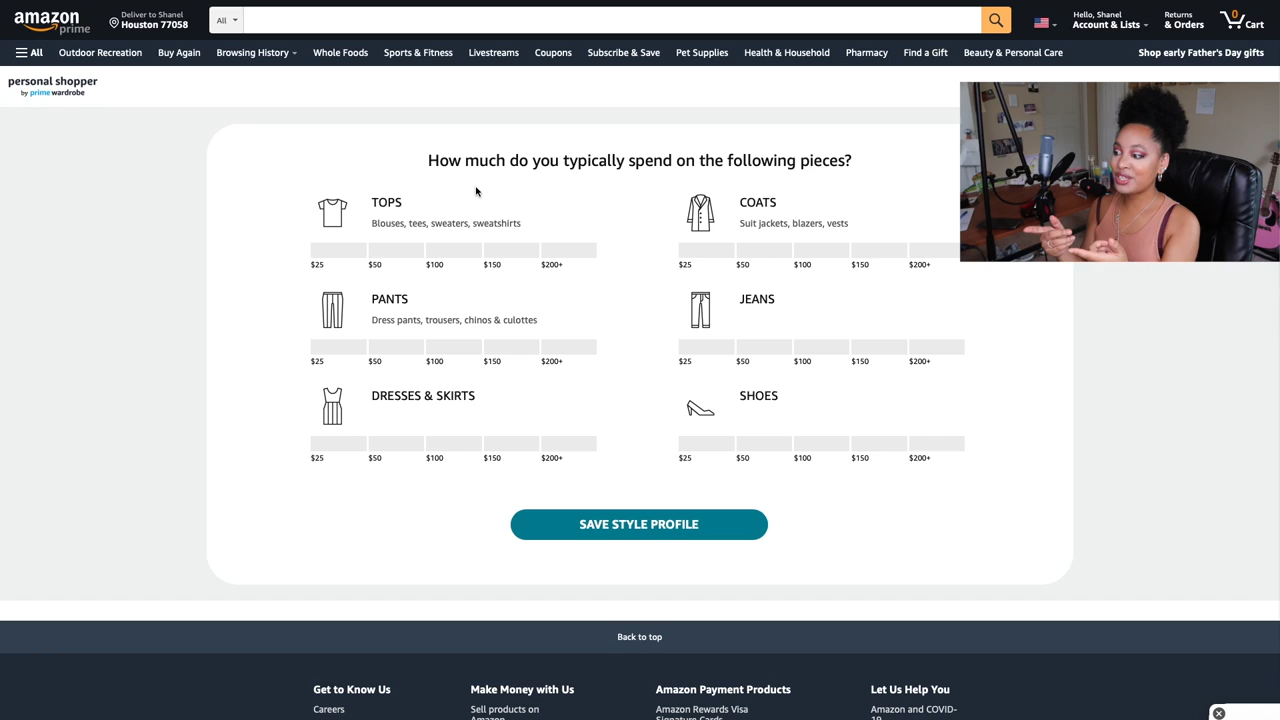 amazon
prime
Deliver to Shanel
Houston 77058
All
Hello, Shanel
Account & Lists
Returns
& Orders
0
Cart
All
Outdoor Recreation
Buy Again
Browsing History
Whole Foods
Sports & Fitness
Livestreams
Coupons
Subscribe & Save
Pet Supplies
Health & Household
Pharmacy
Find a Gift
Beauty & Personal Care
Shop early Father's Day gifts
personal shopper
by prime wardrobe
How much do you typically spend on the following pieces?
TOPS
Blouses, tees, sweaters, sweatshirts
$25 $50 $100 $150 $200+
COATS
Suit jackets, blazers, vests
$25 $50 $100 $150 $200+
PANTS
Dress pants, trousers, chinos & culottes
$25 $50 $100 $150 $200+
JEANS
$25 $50 $100 $150 $200+
DRESSES & SKIRTS
$25 $50 $100 $150 $200+
SHOES
$25 $50 $100 $150 $200+
SAVE STYLE PROFILE
Back to top
Get to Know Us
Careers
Make Money with Us
Sell products on
Amazon
Amazon Payment Products
Amazon Rewards Visa
Signature Cards
Let Us Help You
Amazon and COVID-
19